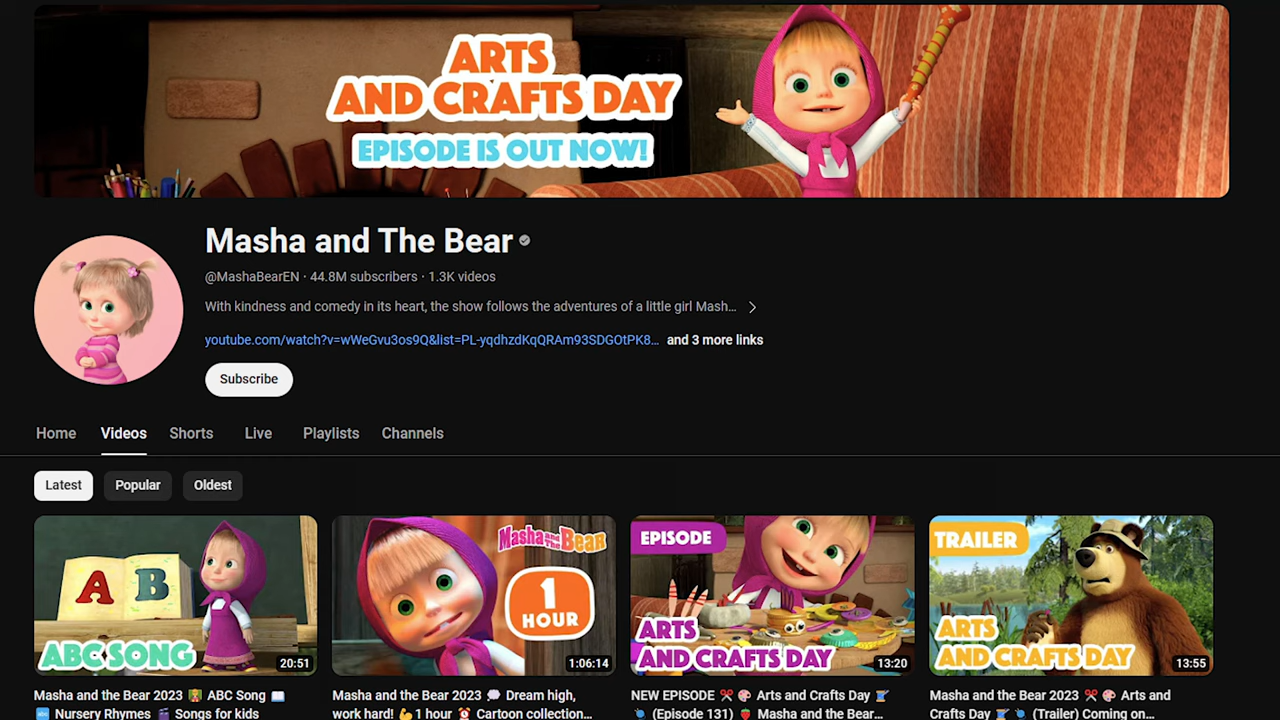 ARTS
AND CRAFTS DAY
EPISODE IS OUT NOW!
Masha and The Bear
@MashaBearEN · 44.8M subscribers · 1.3K videos
With kindness and comedy in its heart, the show follows the adventures of a little girl Mash...
youtube.com/watch?v=wWeGvu3os9Q&list=PL-yqdhzdKqQRAm93SDGOtPK8... and 3 more links
Subscribe
Home Videos Shorts Live Playlists Channels
Latest Popular Oldest
A B
ABC SONG
20:51
Masha and the Bear
1
HOUR
1:06:14
EPISODE
ARTS
AND CRAFTS DAY
13:20
TRAILER
ARTS
AND CRAFTS DAY
13:55
Masha and the Bear 2023 👩‍🏫 ABC Song 📖
🔤 Nursery Rhymes 🎬 Songs for kids
Masha and the Bear 2023 💭 Dream high,
work hard! 💪 1 hour ⏰ Cartoon collection...
NEW EPISODE ✂️ 🎨 Arts and Crafts Day 🧵
🪡 (Episode 131) 🍓 Masha and the Bear...
Masha and the Bear 2023 ✂️ 🎨 Arts and
Crafts Day 🧵 🪡 (Trailer) Coming on...